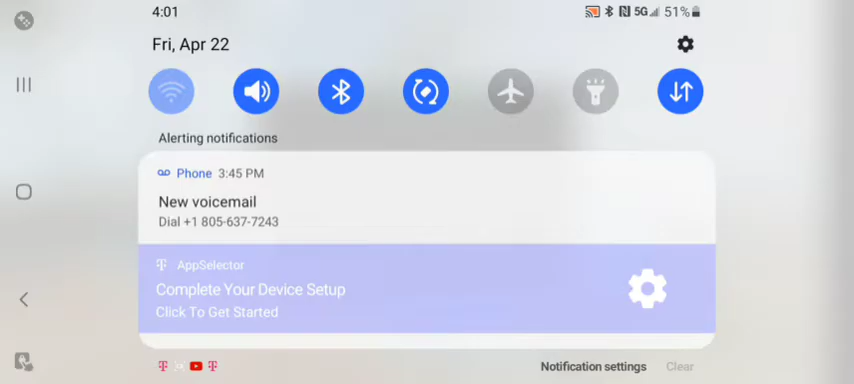 4:01
5G 51%
Fri, Apr 22
Alerting notifications
Phone 3:45 PM
New voicemail
Dial +1 805-637-7243
AppSelector
Complete Your Device Setup
Click To Get Started
Notification settings Clear